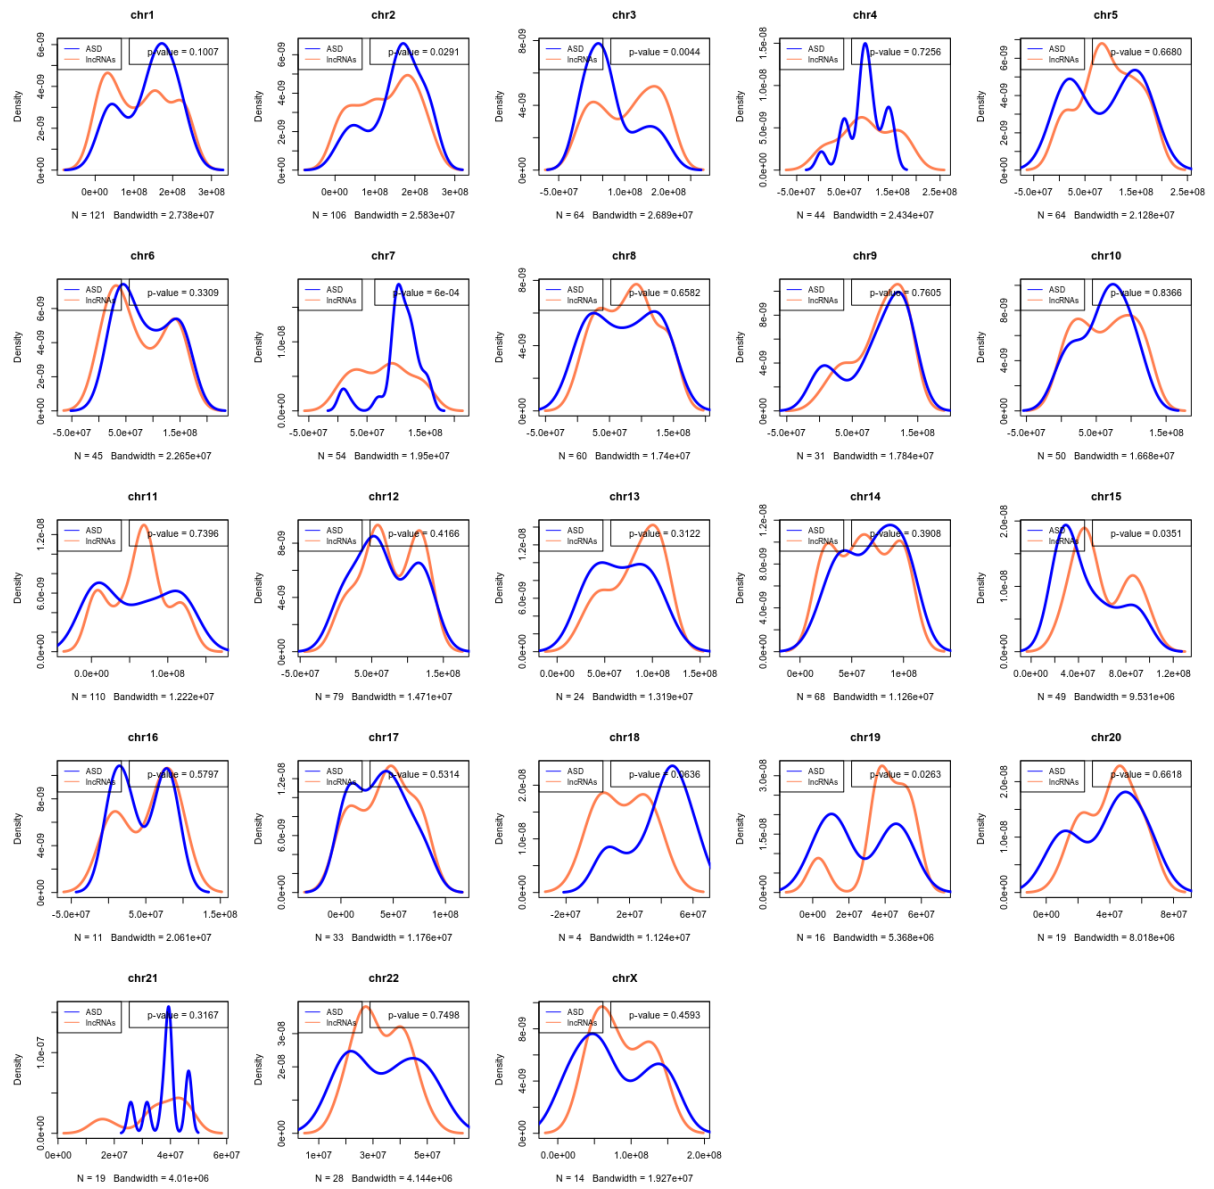 chr1
ASD
lncRNAs
p-value = 0.1007
Density
0e+00 2e-09 4e-09 6e-09
0e+00 1e+08 2e+08 3e+08
N = 121 Bandwidth = 2.738e+07
chr2
ASD
lncRNAs
p-value = 0.0291
Density
0e+00 2e-09 4e-09 6e-09
0e+00 1e+08 2e+08 3e+08
N = 106 Bandwidth = 2.583e+07
chr3
ASD
lncRNAs
p-value = 0.0044
Density
0e+00 4e-09 8e-09
-5.0e+07 1.0e+08 2.5e+08
N = 64 Bandwidth = 2.689e+07
chr4
ASD
lncRNAs
p-value = 0.7256
Density
0.0e+00 5.0e-09 1.5e-08
-5.0e+07 5.0e+07 1.5e+08 2.5e+08
N = 44 Bandwidth = 2.434e+07
chr5
ASD
lncRNAs
p-value = 0.6680
Density
0e+00 2e-09 4e-09 6e-09 8e-09
-5.0e+07 5.0e+07 1.5e+08 2.5e+08
N = 64 Bandwidth = 2.128e+07
chr6
ASD
lncRNAs
p-value = 0.3309
Density
0e+00 2e-09 4e-09 6e-09
-5.0e+07 5.0e+07 1.5e+08
N = 45 Bandwidth = 2.265e+07
chr7
ASD
lncRNAs
p-value = 6e-04
Density
0.0e+00 1.0e-08
-5.0e+07 5.0e+07 1.5e+08
N = 54 Bandwidth = 1.95e+07
chr8
ASD
lncRNAs
p-value = 0.6582
Density
0e+00 4e-09 8e-09
-5.0e+07 5.0e+07 1.5e+08
N = 60 Bandwidth = 1.74e+07
chr9
ASD
lncRNAs
p-value = 0.7605
Density
0e+00 4e-09 8e-09
-5.0e+07 5.0e+07 1.5e+08
N = 31 Bandwidth = 1.784e+07
chr10
ASD
lncRNAs
p-value = 0.8366
Density
0e+00 4e-09 8e-09
-5.0e+07 5.0e+07 1.5e+08
N = 50 Bandwidth = 1.668e+07
chr11
ASD
lncRNAs
p-value = 0.7396
Density
0.0e+00 6.0e-09 1.2e-08
0.0e+00 1.0e+08
N = 110 Bandwidth = 1.222e+07
chr12
ASD
lncRNAs
p-value = 0.4166
Density
0e+00 4e-09 8e-09
-5.0e+07 5.0e+07 1.5e+08
N = 79 Bandwidth = 1.471e+07
chr13
ASD
lncRNAs
p-value = 0.3122
Density
0.0e+00 6.0e-09 1.2e-08
0e+00 5e+07 1e+08
N = 24 Bandwidth = 1.319e+07
chr14
ASD
lncRNAs
p-value = 0.3908
Density
0.0e+00 4.0e-09 8.0e-09 1.2e-08
0e+00 5e+07 1e+08
N = 68 Bandwidth = 1.126e+07
chr15
ASD
lncRNAs
p-value = 0.0351
Density
0.0e+00 1.0e-08 2.0e-08
0.0e+00 4.0e+07 8.0e+07 1.2e+08
N = 49 Bandwidth = 9.531e+06
chr16
ASD
lncRNAs
p-value = 0.5797
Density
0e+00 4e-09 8e-09
-5.0e+07 5.0e+07 1.5e+08
N = 11 Bandwidth = 2.061e+07
chr17
ASD
lncRNAs
p-value = 0.5314
Density
0.0e+00 6.0e-09 1.2e-08
0e+00 5e+07 1e+08
N = 33 Bandwidth = 1.176e+07
chr18
ASD
lncRNAs
p-value = 0.0636
Density
0.0e+00 1.0e-08 2.0e-08
-2e+07 2e+07 6e+07
N = 4 Bandwidth = 1.124e+07
chr19
ASD
lncRNAs
p-value = 0.0263
Density
0.0e+00 1.5e-08 3.0e-08
0e+00 4e+07
N = 16 Bandwidth = 5.368e+06
chr20
ASD
lncRNAs
p-value = 0.6618
Density
0.0e+00 1.5e-08 3.0e-08
0e+00 4e+07 8e+07
N = 19 Bandwidth = 8.018e+06
chr21
ASD
lncRNAs
p-value = 0.3167
Density
0.0e+00 1.0e-07
0e+00 2e+07 4e+07 6e+07
N = 19 Bandwidth = 4.01e+06
chr22
ASD
lncRNAs
p-value = 0.7498
Density
0e+00 2e-08 3e-08
1e+07 3e+07 5e+07
N = 28 Bandwidth = 4.144e+06
chrX
ASD
lncRNAs
p-value = 0.4593
Density
0e+00 4e-09 8e-09
0.0e+00 1.0e+08 2.0e+08
N = 14 Bandwidth = 1.927e+07